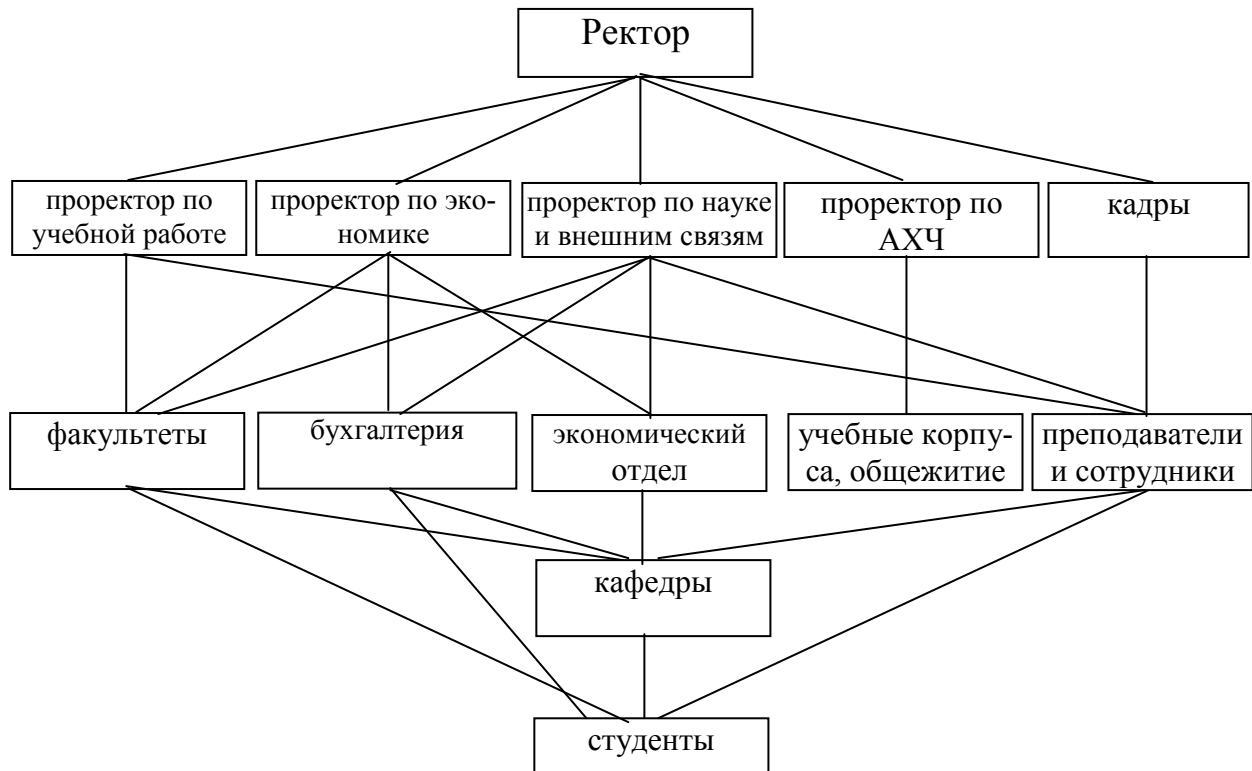 Ректор
проректор по
учебной работе
проректор по эко-
номике
проректор по науке
и внешним связям
проректор по
АХЧ
кадры
факультеты
бухгалтерия
экономический
отдел
учебные корпу-
са, общежитие
преподаватели
и сотрудники
кафедры
студенты